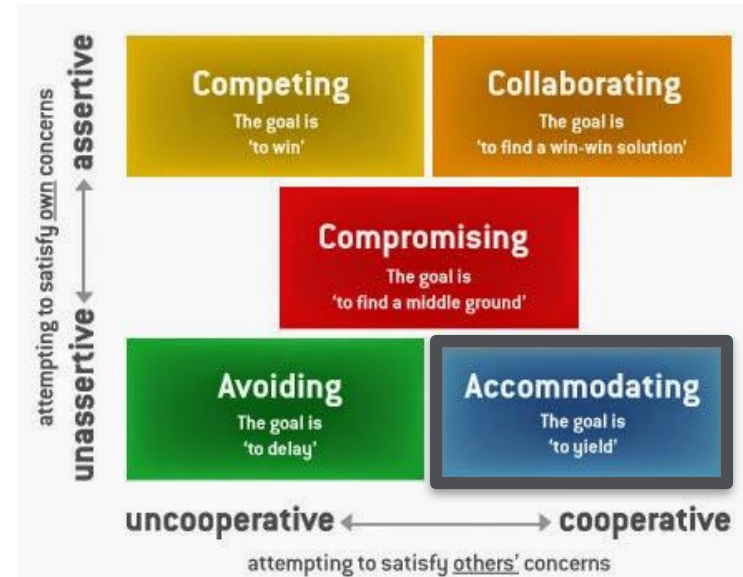 assertive
unassertive
attempting to satisfy own concerns
Competing
The goal is
'to win'
Collaborating
The goal is
'to find a win-win solution'
Compromising
The goal is
'to find a middle ground'
Avoiding
The goal is
'to delay'
Accommodating
The goal is
'to yield'
uncooperative
cooperative
attempting to satisfy others' concerns